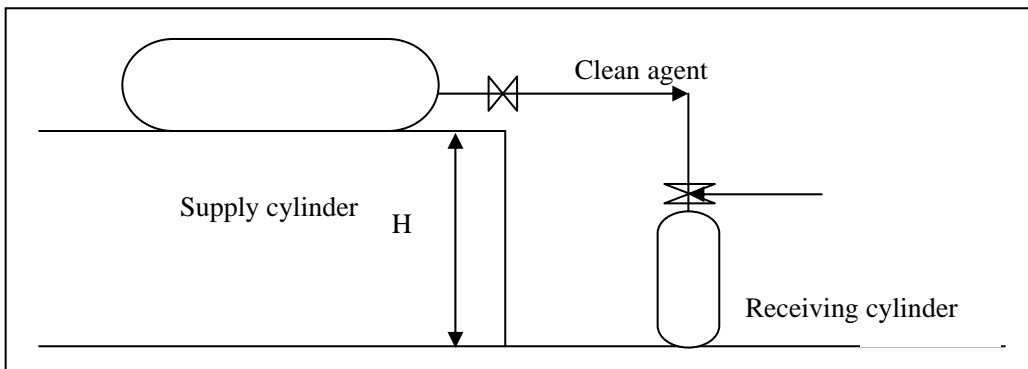 Clean agent
Supply cylinder
H
Receiving cylinder